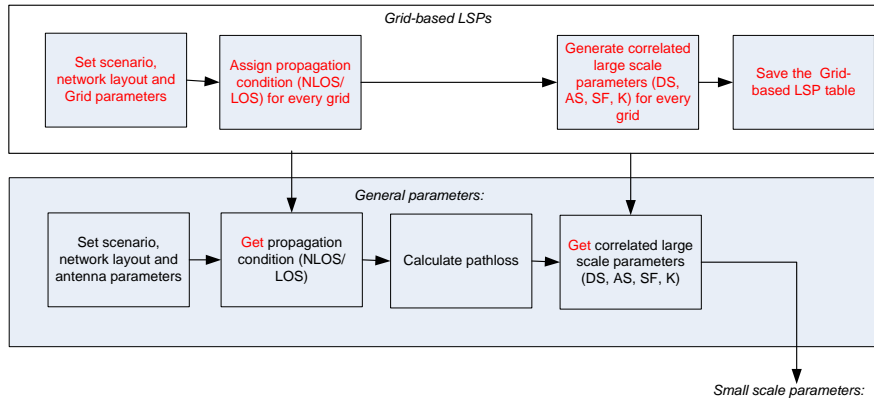 Grid-based LSPs
Set scenario,
network layout and
Grid parameters
Assign propagation
condition (NLOS/
LOS) for every grid
Generate correlated
large scale
parameters (DS,
AS, SF, K) for every
grid
Save the Grid-
based LSP table
General parameters:
Set scenario,
network layout and
antenna parameters
Get propagation
condition (NLOS/
LOS)
Calculate pathloss
Get correlated large
scale parameters
(DS, AS, SF, K)
Small scale parameters: